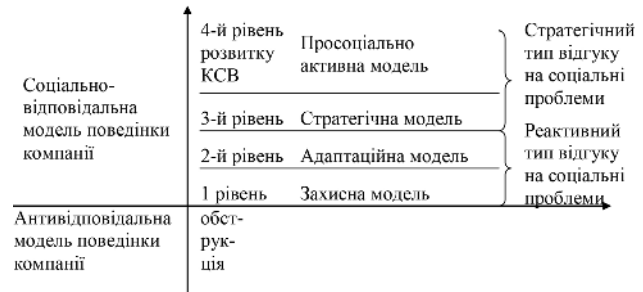 4-й рівень
розвитку
КСВ
Просоціально
активна модель
Стратегічний
тип відгуку
на соціальні
проблеми
Соціально-
відповідальна
модель поведінки
компанії
3-й рівень Стратегічна модель
2-й рівень Адаптаційна модель
1 рівень Захисна модель
Реактивний
тип відгуку
на соціальні
проблеми
Антивідповідальна
модель поведінки
компанії
обст-
рук-
ція